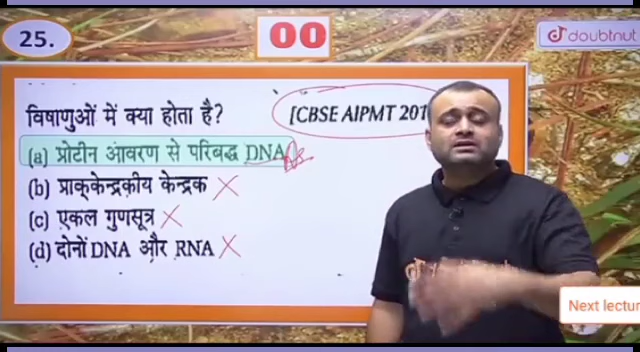 25.
00
doubtnut
विषाणुओं में क्या होता है?
[CBSE AIPMT 201
(a) प्रोटीन आवरण से परिबद्ध DNA
(b) प्राक्केन्द्रकीय केन्द्रक
(c) एकल गुणसूत्र
(d) दोनों DNA और RNA
Next lectur